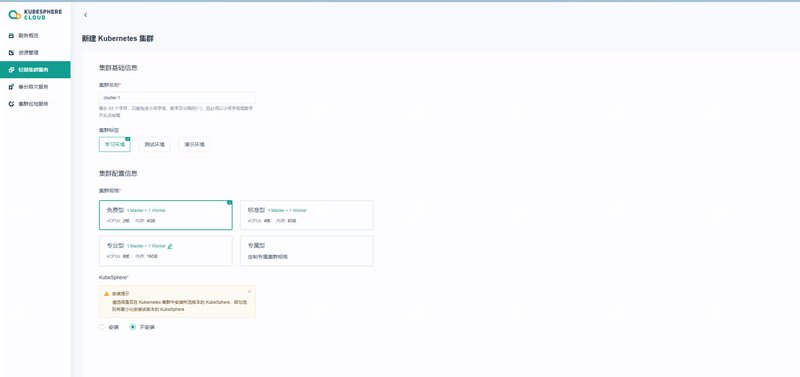 KUBESPHERE
CLOUD
服务概览
资源管理
轻量集群服务
备份容灾服务
集群巡检服务
新建 Kubernetes 集群
集群基础信息
集群名称*
cluster-1
最长 63 个字符，只能包含小写字母、数字及分隔符("-")，且必须以小写字母或数字
开头及结尾
集群标签
学习环境 测试环境 演示环境
集群配置信息
集群规格*
免费型 1 Master + 1 Worker
vCPUs: 2核 内存: 4GB
标准型 1 Master + 1 Worker
vCPUs: 4核 内存: 8GB
专业型 1 Master + 1 Worker
vCPUs: 8核 内存: 16GB
专属型
定制专属集群规格
KubeSphere*
安装提示
请选择是否在 Kubernetes 集群中安装所选版本的 KubeSphere，若勾选
则将最小化安装该版本的 KubeSphere
安装 不安装